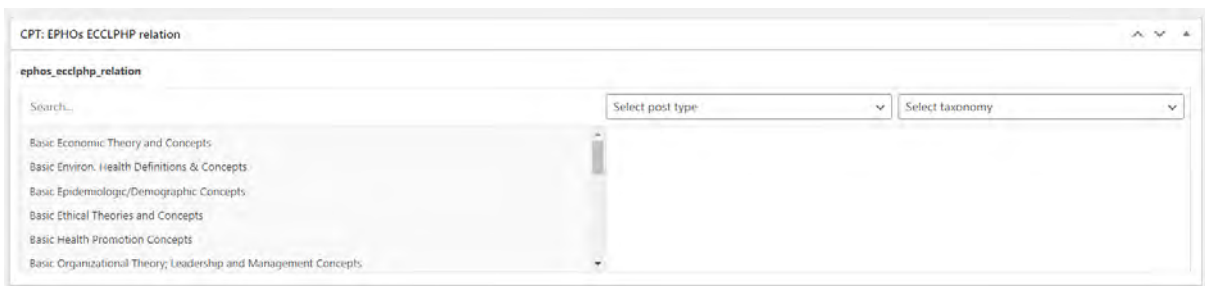 CPT: EPHOs ECCLPHP relation
ephos_ecclphp_relation
Search...
Select post type
Select taxonomy
Basic Economic Theory and Concepts
Basic Environ. Health Definitions & Concepts
Basic Epidemiologic/Demographic Concepts
Basic Ethical Theories and Concepts
Basic Health Promotion Concepts
Basic Organizational Theory; Leadership and Management Concepts